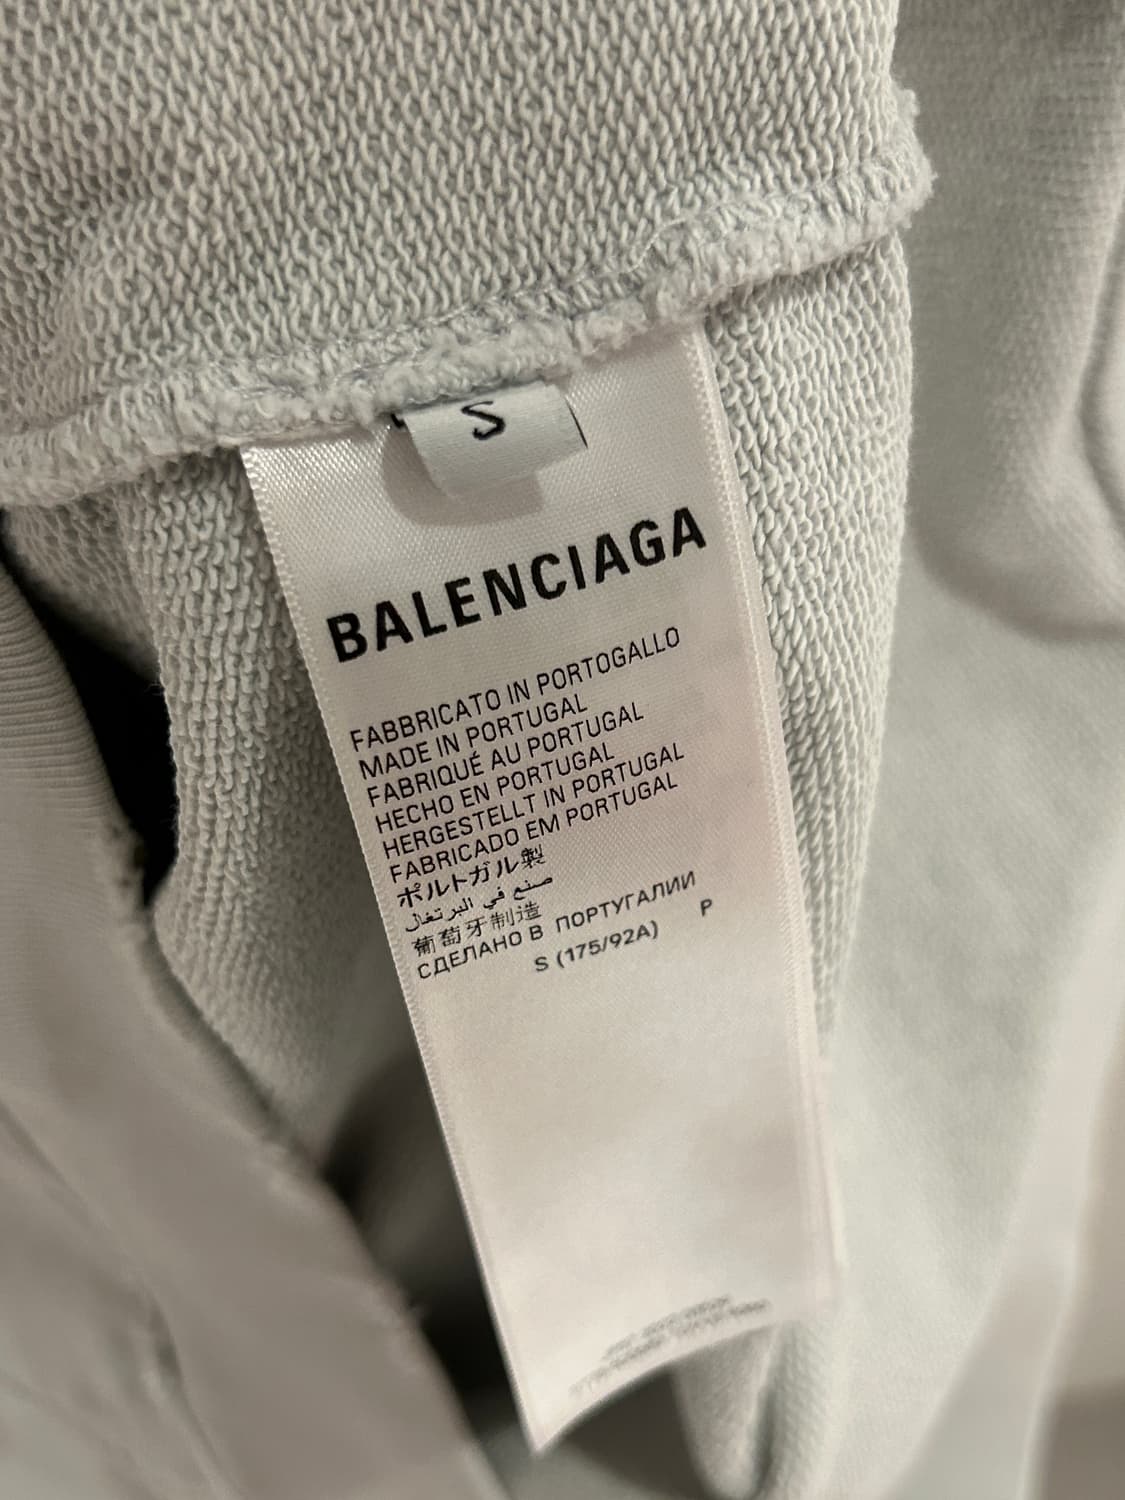 S
BALENCIAGA
FABBRICATO IN PORTOGALLO
MADE IN PORTUGAL
FABRIQUÉ AU PORTUGAL
HECHO EN PORTUGAL
HERGESTELLT IN PORTUGAL
FABRICADO EM PORTUGAL
ポルトガル製
صنع في البرتغال
葡萄牙制造
СДЕЛАНО В ПОРТУГАЛИИ
S (175/92A) P